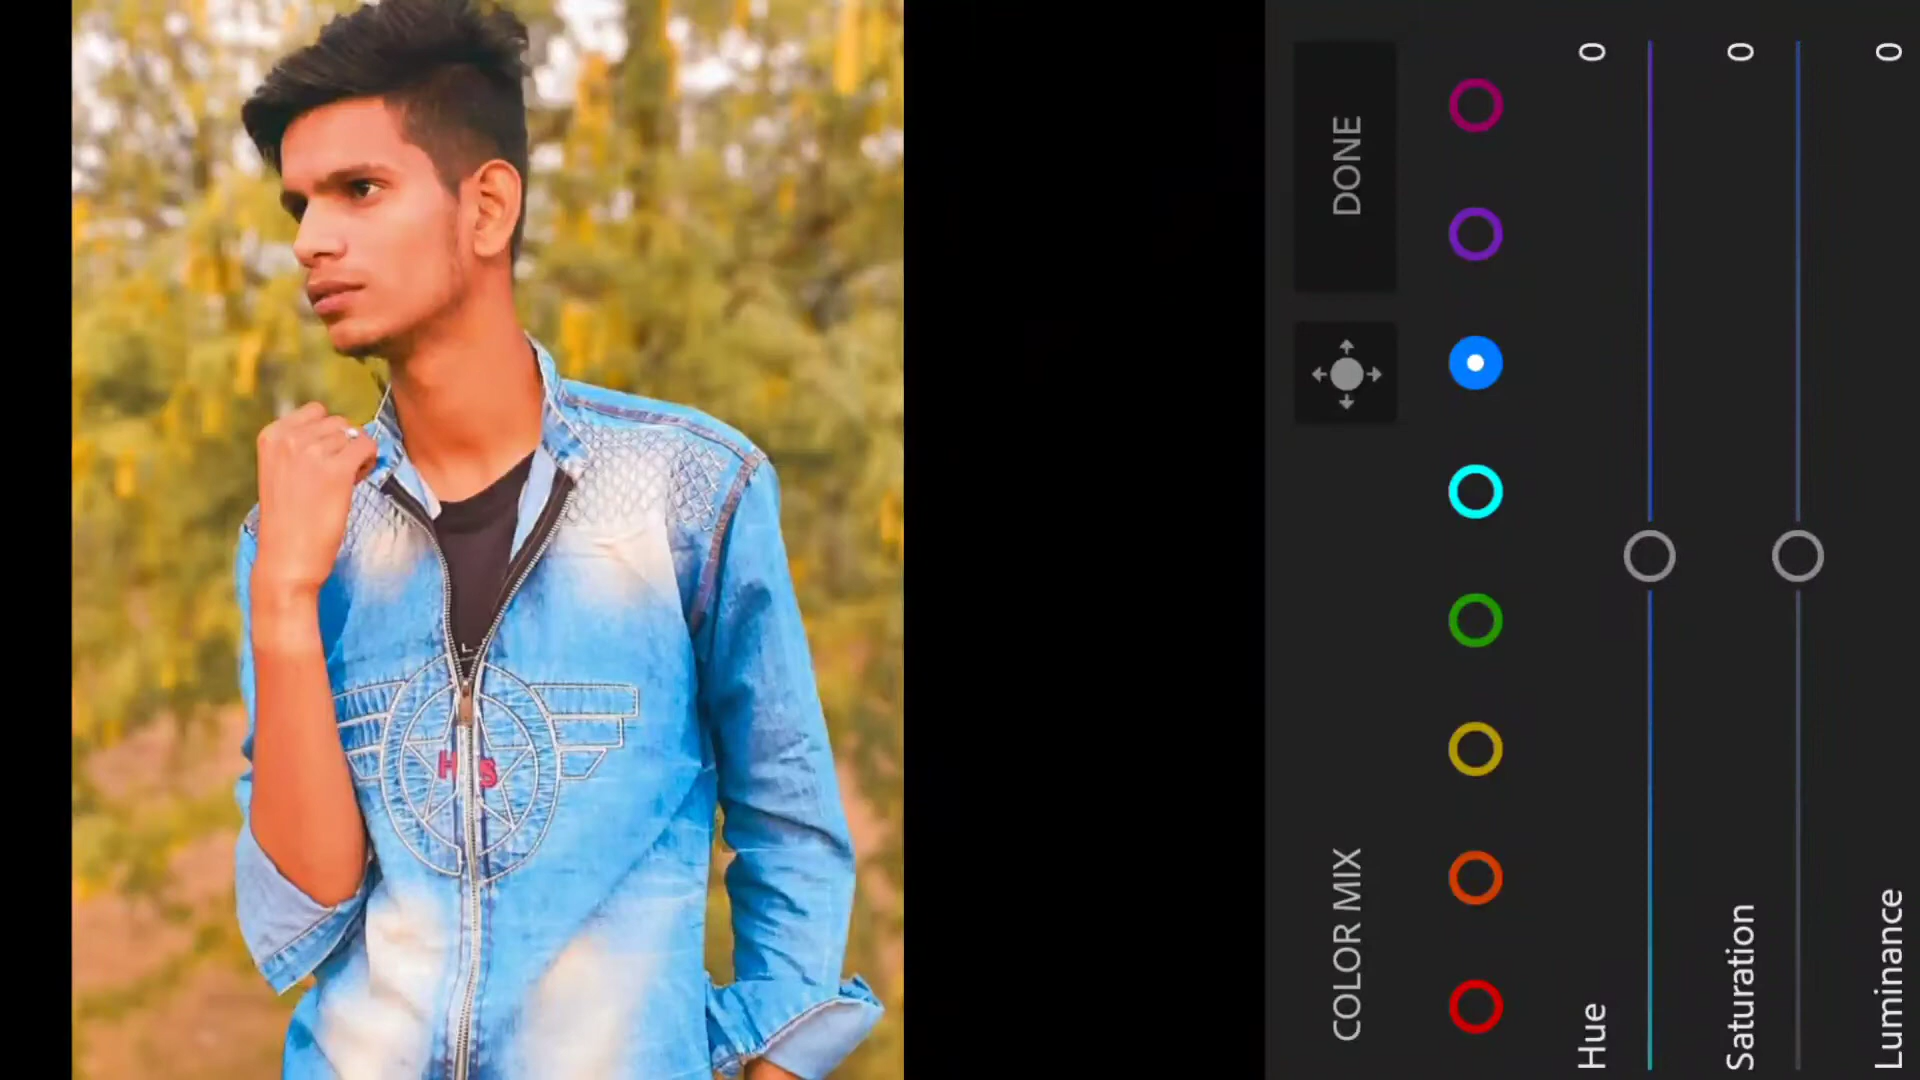 COLOR MIX
DONE
Hue
0
Saturation
0
Luminance
0
H S